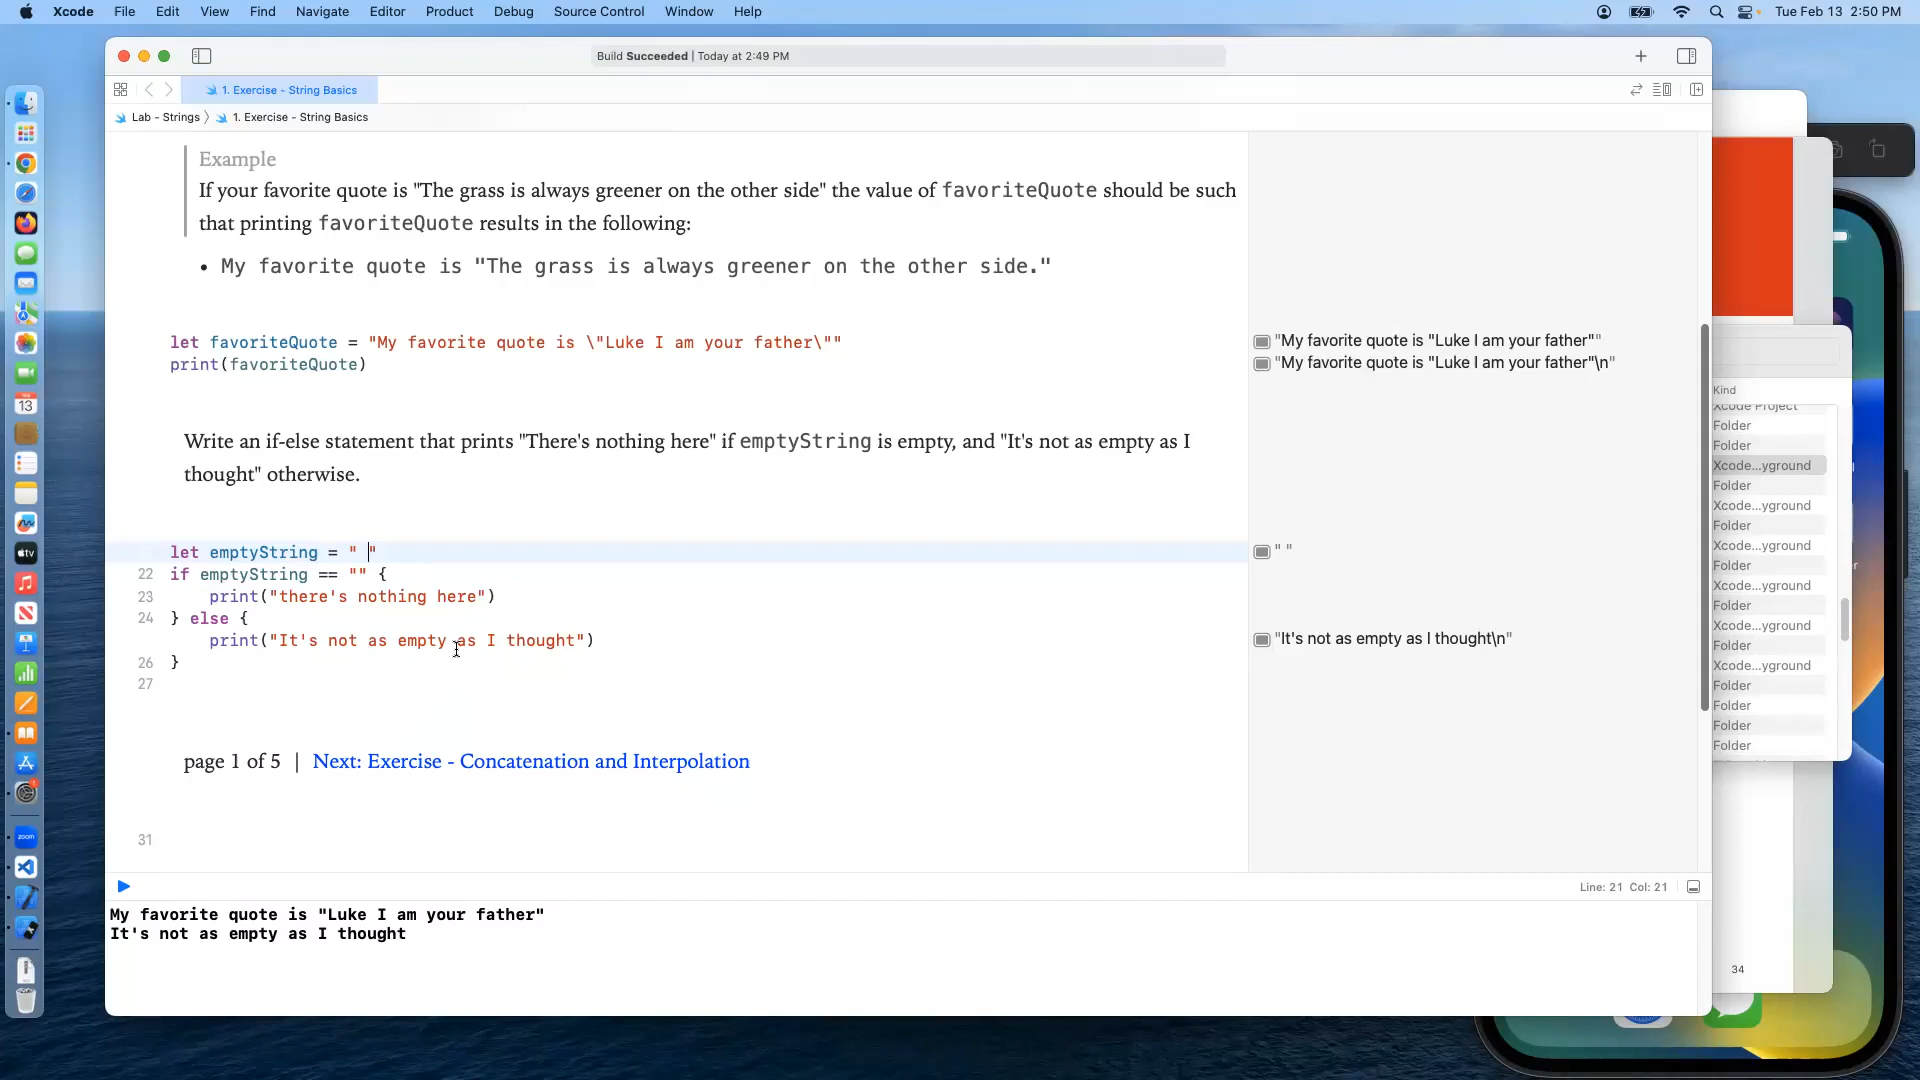 Xcode File Edit View Find Navigate Editor Product Debug Source Control Window Help Tue Feb 13 2:50 PM
Build Succeeded | Today at 2:49 PM
1. Exercise - String Basics
Lab - Strings 〉 1. Exercise - String Basics
Example
If your favorite quote is "The grass is always greener on the other side" the value of favoriteQuote should be such
that printing favoriteQuote results in the following:
• My favorite quote is "The grass is always greener on the other side."
let favoriteQuote = "My favorite quote is \"Luke I am your father\""
print(favoriteQuote)
"My favorite quote is "Luke I am your father""
"My favorite quote is "Luke I am your father"\n"
Write an if-else statement that prints "There's nothing here" if emptyString is empty, and "It's not as empty as I
thought" otherwise.
let emptyString = " "
" "
22 if emptyString == "" {
23 print("there's nothing here")
24 } else {
print("It's not as empty as I thought")
"It's not as empty as I thought\n"
26 }
27
page 1 of 5 | Next: Exercise - Concatenation and Interpolation
31
Line: 21 Col: 21
My favorite quote is "Luke I am your father"
It's not as empty as I thought
Kind
Xcode Project
Folder
Folder
Xcode...yground
Folder
Xcode...yground
Folder
Xcode...yground
Folder
Xcode...yground
Folder
Xcode...yground
Folder
Xcode...yground
Folder
Folder
Folder
Folder
34
13
tv
zoom